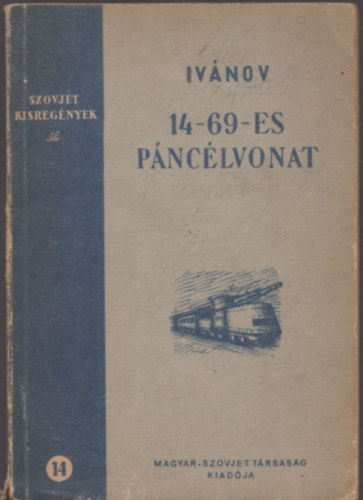 SZOVJET
KISREGÉNYEK
IVÁNOV
14-69-ES
PÁNCÉLVONAT
14
MAGYAR-SZOVJET TÁRSASÁG
KIADÓJA